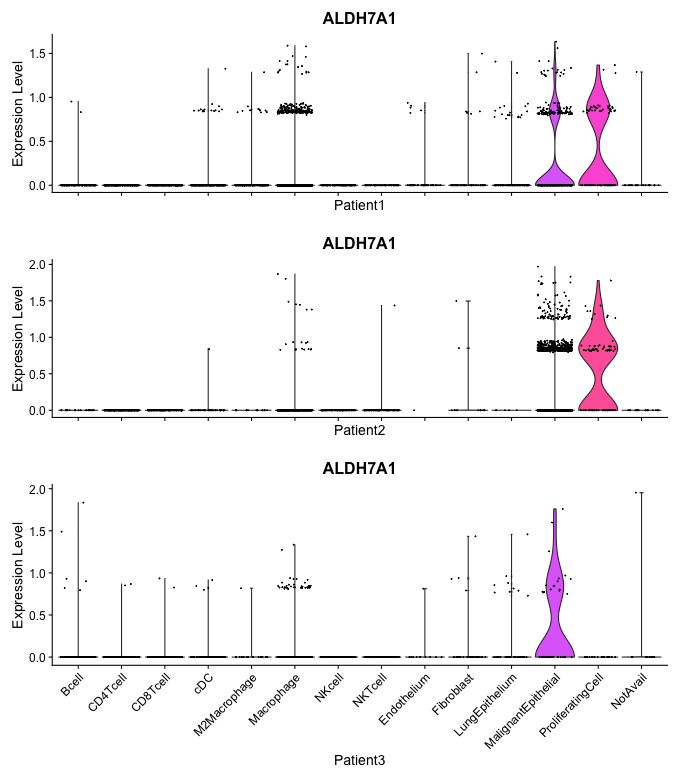 ALDH7A1
Expression Level
1.5
1.0
0.5
0.0
Patient1
ALDH7A1
Expression Level
2.0
1.5
1.0
0.5
0.0
Patient2
ALDH7A1
Expression Level
2.0
1.5
1.0
0.5
0.0
Bcell
CD4Tcell
CD8Tcell
cDC
M2Macrophage
Macrophage
NKcell
NKTcell
Endothelium
Fibroblast
LungEpithelium
MalignantEpithelial
ProliferatingCell
NotAvail
Patient3